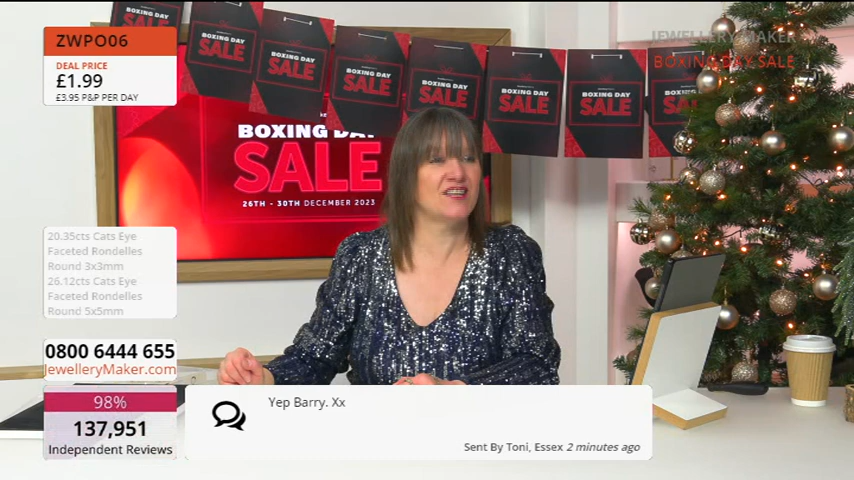 ZWPO06
DEAL PRICE
£1.99
£3.95 P&P PER DAY
JEWELLERY MAKER
BOXING DAY SALE
BOXING DAY
SALE
BOXING DAY
SALE
BOXING DAY
SALE
BOXING DAY
SALE
BOXING DAY
SALE
BOXING DAY
SALE
BOXING DAY
SALE
BOXING DAY
SALE
26TH - 30TH DECEMBER 2023
20.35cts Cats Eye
Faceted Rondelles
Round 3x3mm
26.12cts Cats Eye
Faceted Rondelles
Round 5x5mm
0800 6444 655
JewelleryMaker.com
98%
137,951
Independent Reviews
Yep Barry. Xx
Sent By Toni, Essex 2 minutes ago